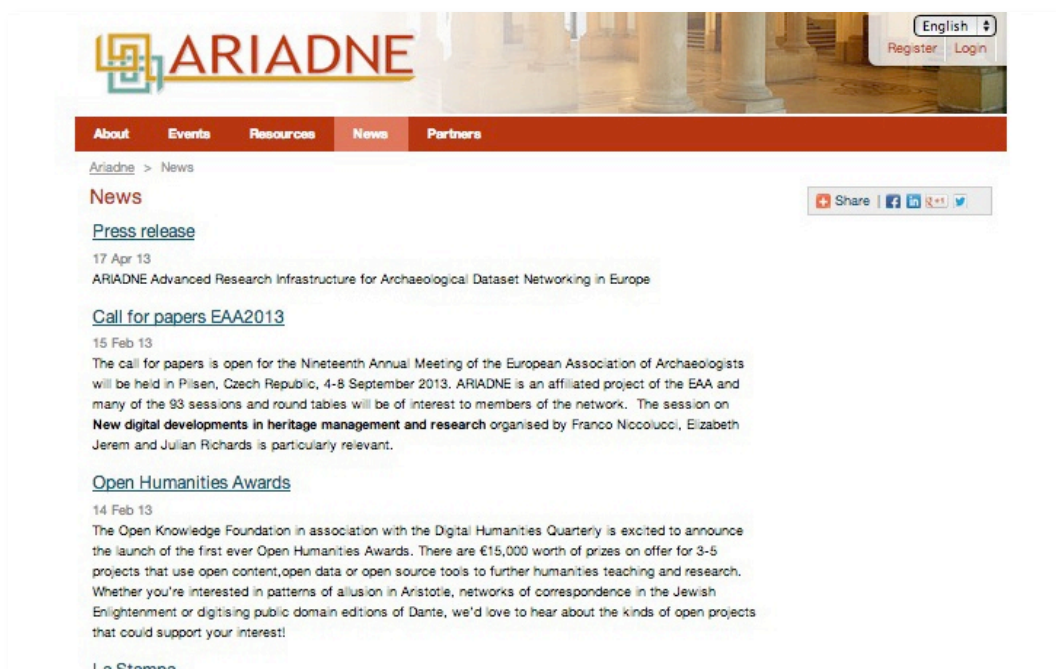 ARIADNE
English
Register Login
About Events Resources News Partners
Ariadne > News
News
Share |
Press release
17 Apr 13
ARIADNE Advanced Research Infrastructure for Archaeological Dataset Networking in Europe
Call for papers EAA2013
15 Feb 13
The call for papers is open for the Nineteenth Annual Meeting of the European Association of Archaeologists
will be held in Pilsen, Czech Republic, 4-8 September 2013. ARIADNE is an affiliated project of the EAA and
many of the 93 sessions and round tables will be of interest to members of the network. The session on
New digital developments in heritage management and research organised by Franco Niccolucci, Elizabeth
Jerem and Julian Richards is particularly relevant.
Open Humanities Awards
14 Feb 13
The Open Knowledge Foundation in association with the Digital Humanities Quarterly is excited to announce
the launch of the first ever Open Humanities Awards. There are €15,000 worth of prizes on offer for 3-5
projects that use open content,open data or open source tools to further humanities teaching and research.
Whether you're interested in patterns of allusion in Aristotle, networks of correspondence in the Jewish
Enlightenment or digitising public domain editions of Dante, we'd love to hear about the kinds of open projects
that could support your interest!
La Stampa